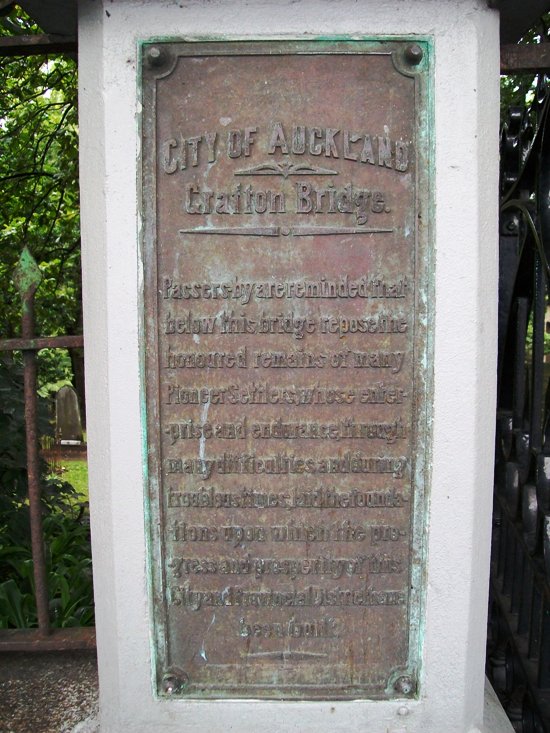 CITY OF AUCKLAND
Grafton Bridge.
Passers-by are reminded that
below this bridge repose the
honoured remains of many
Pioneer Settlers, whose enter-
-prise and endurance, through
many difficulties, and during
troublous times, laid the founda-
-tions upon which the pro-
-gress and prosperity of this
City and Provincial District have
been built.